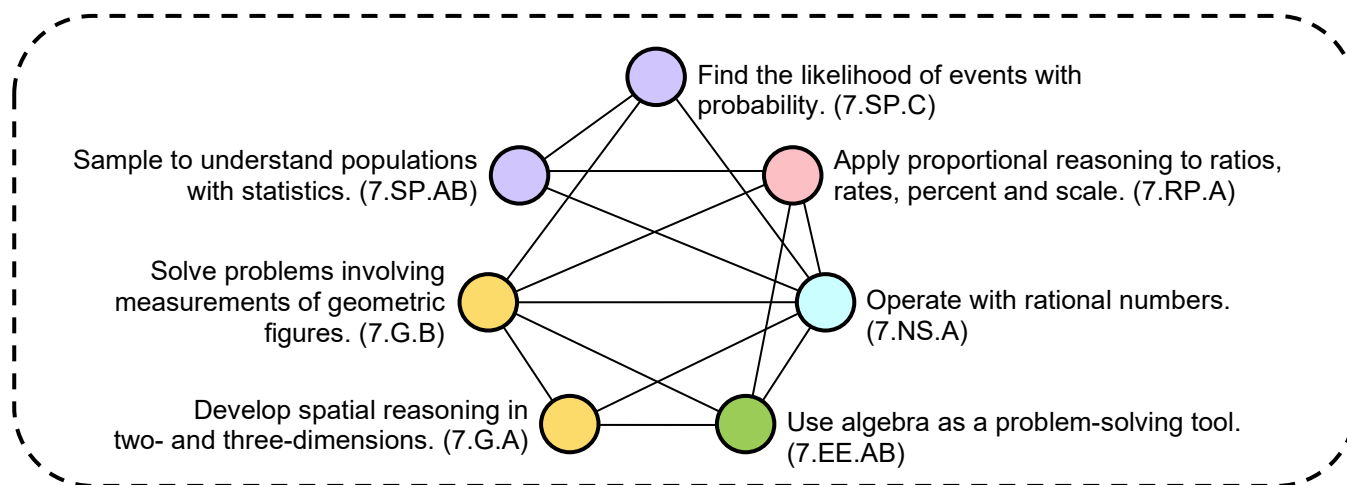 Find the likelihood of events with
probability. (7.SP.C)
Sample to understand populations
with statistics. (7.SP.AB)
Apply proportional reasoning to ratios,
rates, percent and scale. (7.RP.A)
Solve problems involving
measurements of geometric
figures. (7.G.B)
Operate with rational numbers.
(7.NS.A)
Develop spatial reasoning in
two- and three-dimensions. (7.G.A)
Use algebra as a problem-solving tool.
(7.EE.AB)